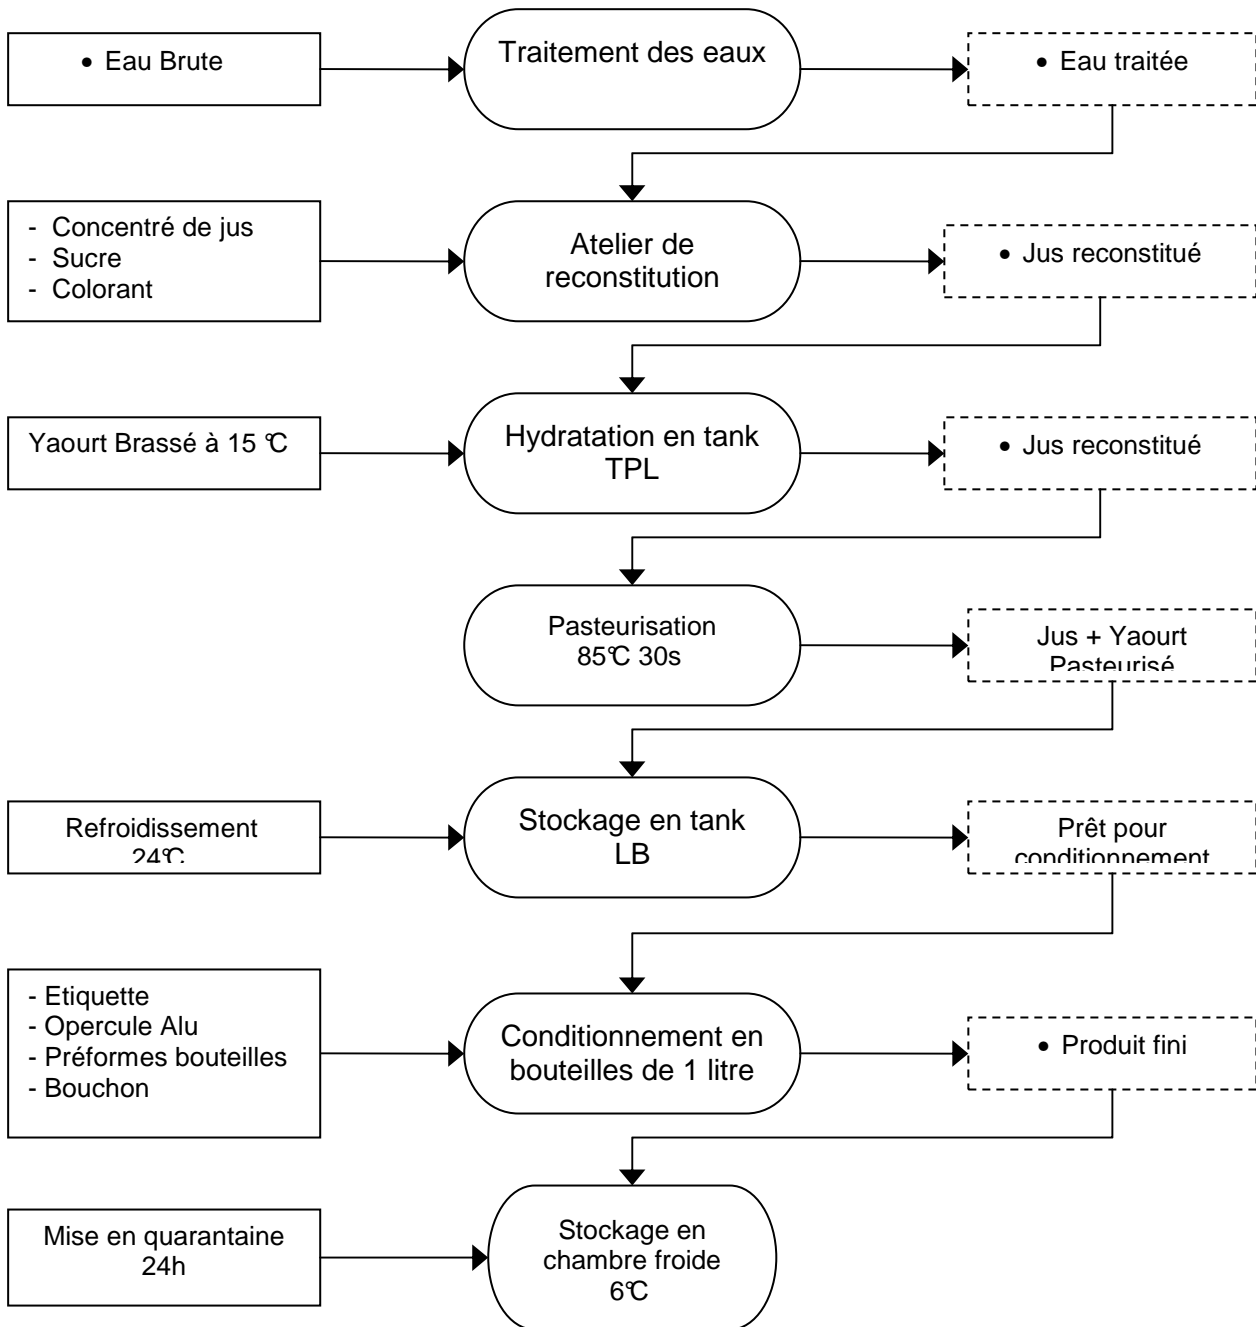 • Eau Brute
Traitement des eaux
• Eau traitée
- Concentré de jus
- Sucre
- Colorant
Atelier de
reconstitution
• Jus reconstitué
Yaourt Brassé à 15 °C
Hydratation en tank
TPL
• Jus reconstitué
Pasteurisation
85°C 30s
Jus + Yaourt
Pasteurisé
Refroidissement
24°C
Stockage en tank
LB
Prêt pour
conditionnement
- Etiquette
- Opercule Alu
- Préformes bouteilles
- Bouchon
Conditionnement en
bouteilles de 1 litre
• Produit fini
Mise en quarantaine
24h
Stockage en
chambre froide
6°C